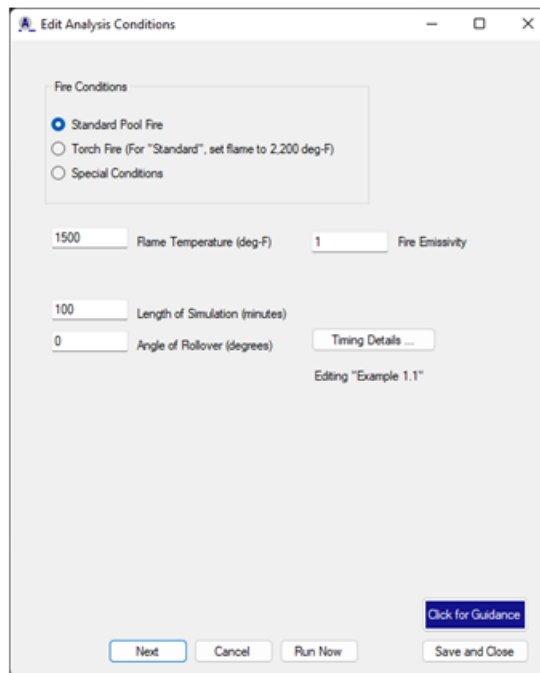 Edit Analysis Conditions
Fire Conditions
Standard Pool Fire
Torch Fire (For "Standard", set flame to 2,200 deg-F)
Special Conditions
1500 Flame Temperature (deg-F) 1 Fire Emissivity
100 Length of Simulation (minutes)
0 Angle of Rollover (degrees) Timing Details ...
Editing "Example 1.1"
Click for Guidance
Next Cancel Run Now Save and Close